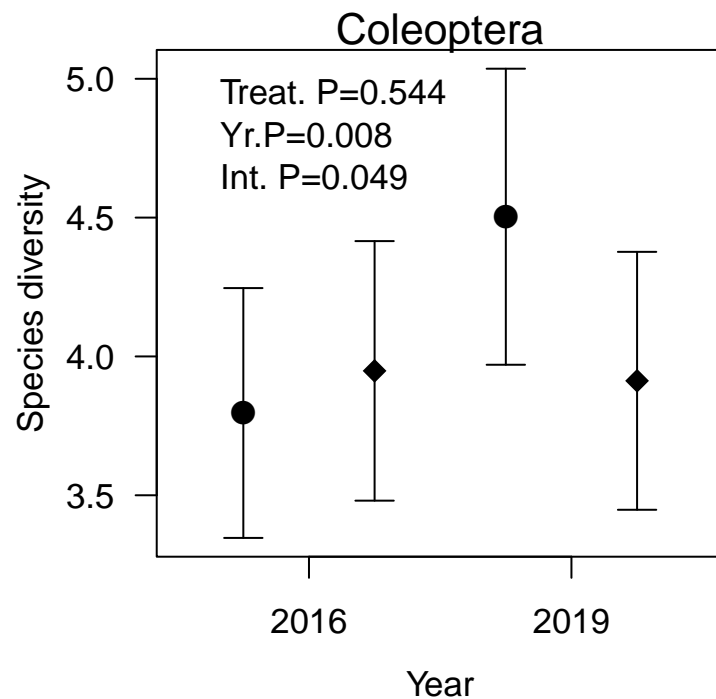 Coleoptera
Treat. P=0.544
Yr.P=0.008
Int. P=0.049
Species diversity
5.0
4.5
4.0
3.5
2016 2019
Year